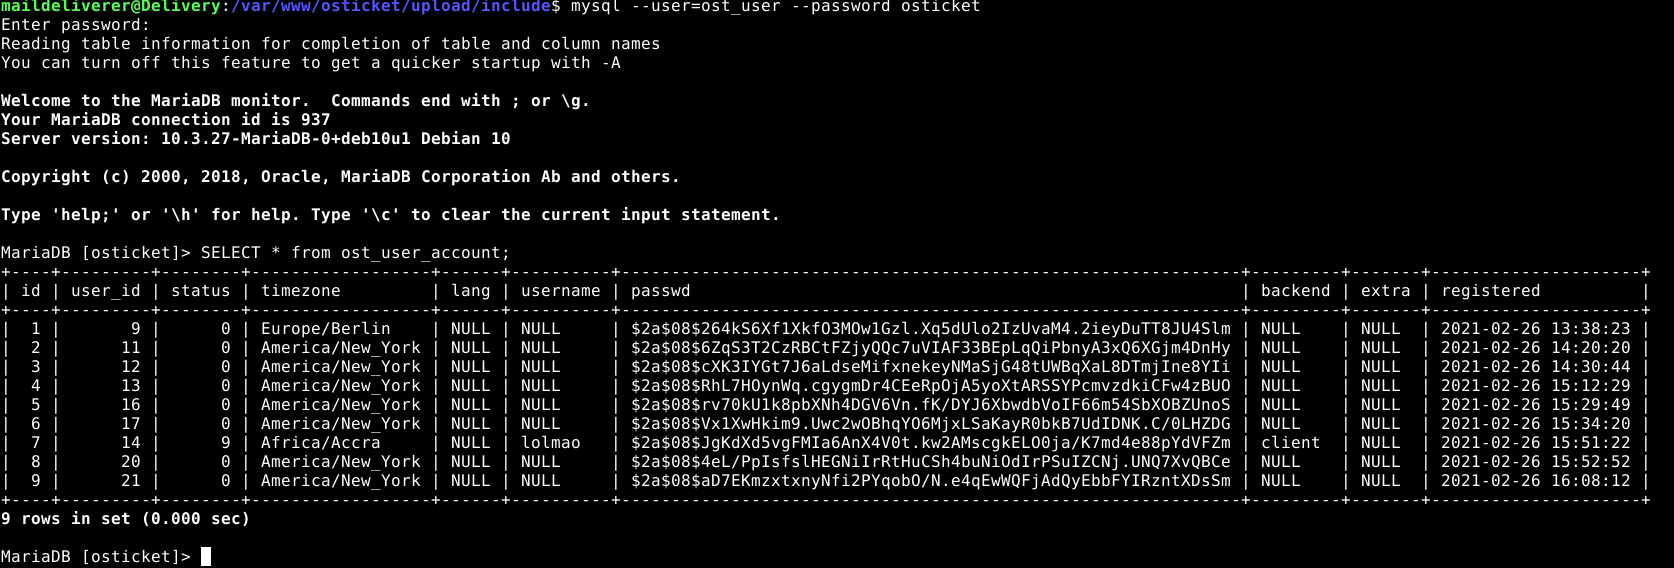 maildeliverer@Delivery:/var/www/osticket/upload/include$ mysql --user=ost_user --password osticket
Enter password:
Reading table information for completion of table and column names
You can turn off this feature to get a quicker startup with -A
Welcome to the MariaDB monitor.  Commands end with ; or \g.
Your MariaDB connection id is 937
Server version: 10.3.27-MariaDB-0+deb10u1 Debian 10
Copyright (c) 2000, 2018, Oracle, MariaDB Corporation Ab and others.
Type 'help;' or '\h' for help. Type '\c' to clear the current input statement.
MariaDB [osticket]> SELECT * from ost_user_account;
+----+---------+--------+------------------+------+----------+--------------------------------------------------------------+---------+-------+---------------------+
| id | user_id | status | timezone         | lang | username | passwd                                                       | backend | extra | registered          |
+----+---------+--------+------------------+------+----------+--------------------------------------------------------------+---------+-------+---------------------+
|  1 |       9 |      0 | Europe/Berlin    | NULL | NULL     | $2a$08$264kS6Xf1XkfO3MOw1Gzl.Xq5dUlo2IzUvaM4.2ieyDuTT8JU4Slm | NULL    | NULL  | 2021-02-26 13:38:23 |
|  2 |      11 |      0 | America/New_York | NULL | NULL     | $2a$08$6ZqS3T2CzRBCtFZjyQQc7uVIAF33BEpLqQiPbnyA3xQ6XGjm4DnHy | NULL    | NULL  | 2021-02-26 14:20:20 |
|  3 |      12 |      0 | America/New_York | NULL | NULL     | $2a$08$cXK3IYGt7J6aLdseMifxnekeyNMaSjG48tUWBqXaL8DTmjIne8YIi | NULL    | NULL  | 2021-02-26 14:30:44 |
|  4 |      13 |      0 | America/New_York | NULL | NULL     | $2a$08$RhL7HOynWq.cgygmDr4CEeRpOjA5yoXtARSSYPcmvzdkiCFw4zBUO | NULL    | NULL  | 2021-02-26 15:12:29 |
|  5 |      16 |      0 | America/New_York | NULL | NULL     | $2a$08$rv70kU1k8pbXNh4DGV6Vn.fK/DYJ6XbwdbVoIF66m54SbXOBZUnoS | NULL    | NULL  | 2021-02-26 15:29:49 |
|  6 |      17 |      0 | America/New_York | NULL | NULL     | $2a$08$Vx1XwHkim9.Uwc2wOBhqYO6MjxLSaKayR0bkB7UdIDNK.C/0LHZDG | NULL    | NULL  | 2021-02-26 15:34:20 |
|  7 |      14 |      9 | Africa/Accra     | NULL | lolmao   | $2a$08$JgKdXd5vgFMIa6AnX4V0t.kw2AMscgkELO0ja/K7md4e88pYdVFZm | client  | NULL  | 2021-02-26 15:51:22 |
|  8 |      20 |      0 | America/New_York | NULL | NULL     | $2a$08$4eL/PpIsfslHEGNiIrRtHuCSh4buNiOdIrPSuIZCNj.UNQ7XvQBCe | NULL    | NULL  | 2021-02-26 15:52:52 |
|  9 |      21 |      0 | America/New_York | NULL | NULL     | $2a$08$aD7EKmzxtxnyNfi2PYqobO/N.e4qEwWQFjAdQyEbbFYIRzntXDsSm | NULL    | NULL  | 2021-02-26 16:08:12 |
+----+---------+--------+------------------+------+----------+--------------------------------------------------------------+---------+-------+---------------------+
9 rows in set (0.000 sec)
MariaDB [osticket]>